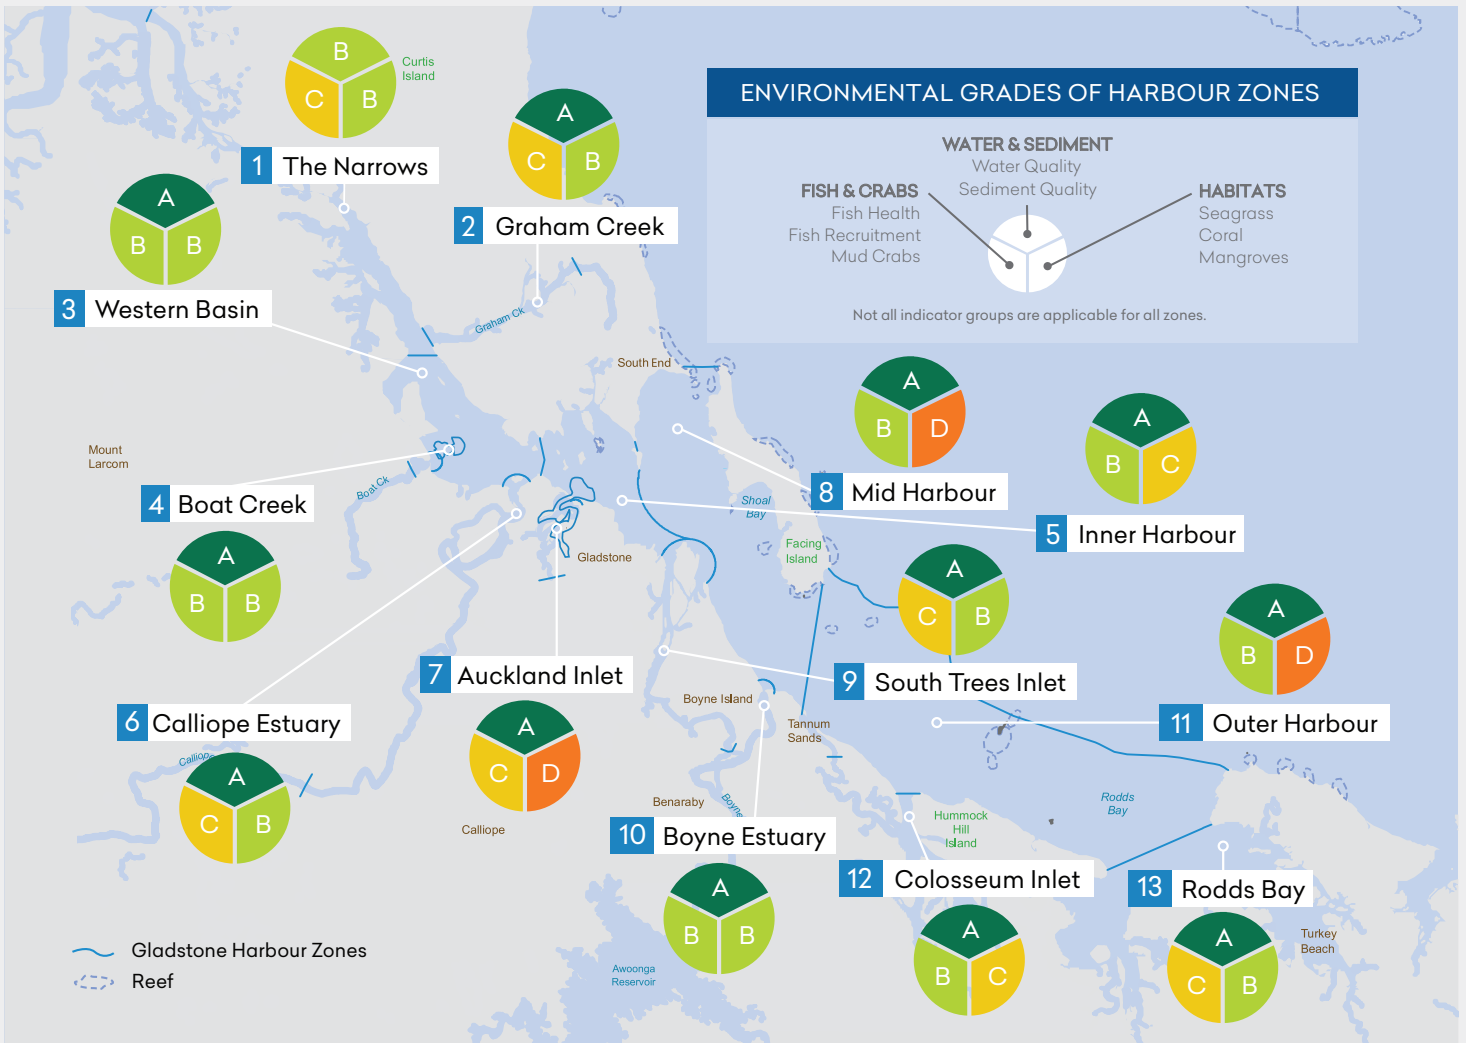 ENVIRONMENTAL GRADES OF HARBOUR ZONES
WATER & SEDIMENT
Water Quality
Sediment Quality
FISH & CRABS
Fish Health
Fish Recruitment
Mud Crabs
HABITATS
Seagrass
Coral
Mangroves
Not all indicator groups are applicable for all zones.
B
C B
Curtis
Island
1 The Narrows
A
C B
2 Graham Creek
A
B B
3 Western Basin
Graham Ck
South End
A
B D
8 Mid Harbour
A
B C
5 Inner Harbour
Mount
Larcom
Boat Ck
4 Boat Creek
A
B B
Shoal
Bay
Facing
Island
Gladstone
A
C B
9 South Trees Inlet
A
B D
11 Outer Harbour
7 Auckland Inlet
A
C D
Boyne Island
Tannum
Sands
6 Calliope Estuary
Calliope
A
C B
Benaraby
Boyne
Calliope
10 Boyne Estuary
A
B B
Rodds
Bay
Hummock
Hill
Island
12 Colosseum Inlet
A
B C
13 Rodds Bay
A
C B
Turkey
Beach
Awoonga
Reservoir
Gladstone Harbour Zones
Reef